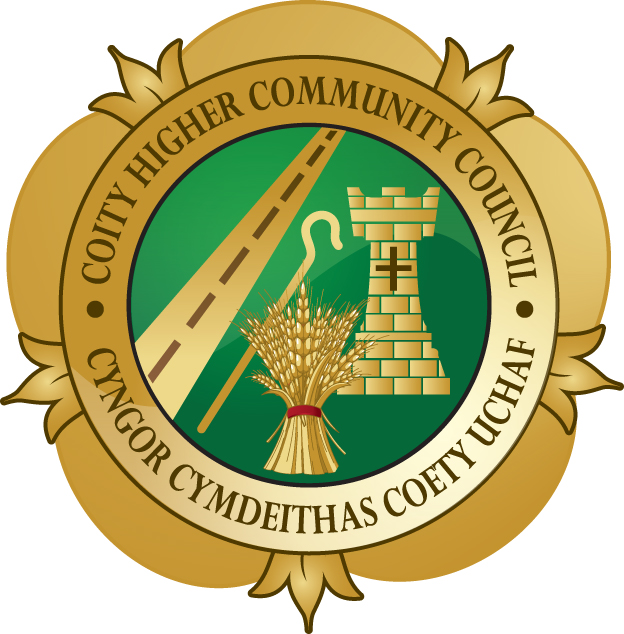 COITY HIGHER COMMUNITY COUNCIL
CYNGOR CYMDEITHAS COETY UCHAF